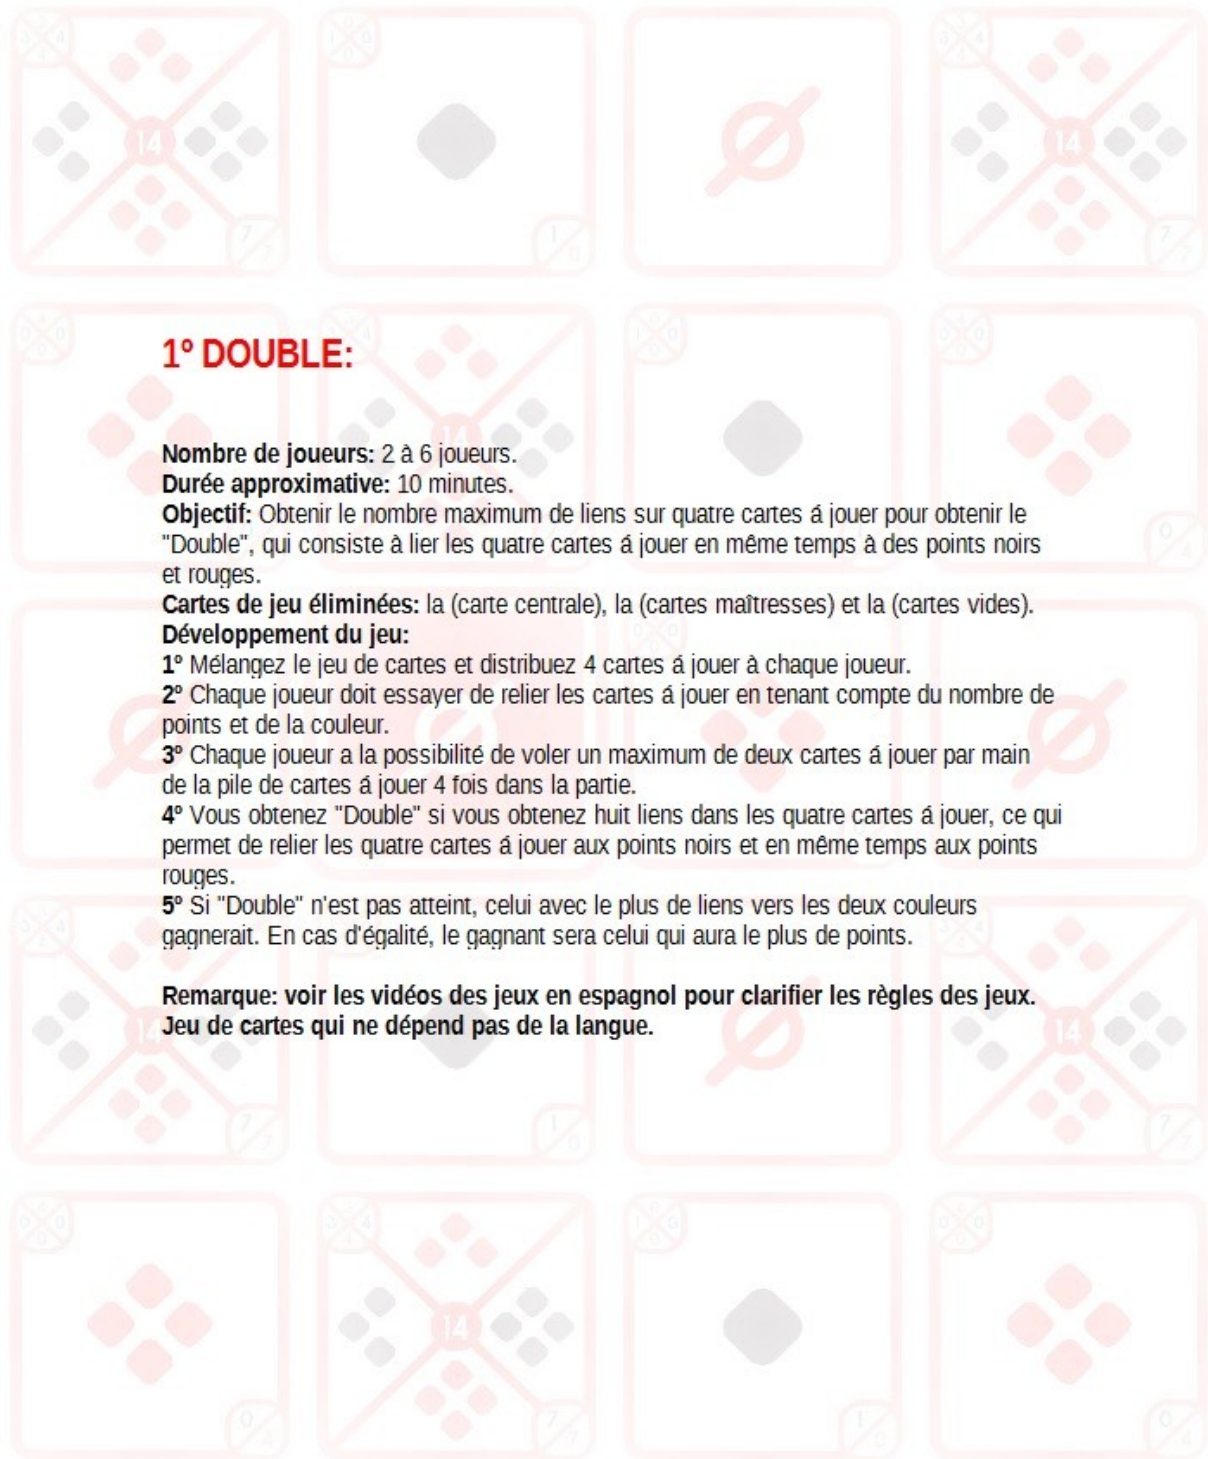 1º DOUBLE:
Nombre de joueurs: 2 à 6 joueurs.
Durée approximative: 10 minutes.
Objectif: Obtenir le nombre maximum de liens sur quatre cartes á jouer pour obtenir le
"Double", qui consiste à lier les quatre cartes á jouer en même temps à des points noirs
et rouges.
Cartes de jeu éliminées: la (carte centrale), la (cartes maîtresses) et la (cartes vides).
Développement du jeu:
1º Mélangez le jeu de cartes et distribuez 4 cartes á jouer à chaque joueur.
2º Chaque joueur doit essayer de relier les cartes á jouer en tenant compte du nombre de
points et de la couleur.
3º Chaque joueur a la possibilité de voler un maximum de deux cartes á jouer par main
de la pile de cartes á jouer 4 fois dans la partie.
4º Vous obtenez "Double" si vous obtenez huit liens dans les quatre cartes á jouer, ce qui
permet de relier les quatre cartes á jouer aux points noirs et en même temps aux points
rouges.
5º Si "Double" n'est pas atteint, celui avec le plus de liens vers les deux couleurs
gagnerait. En cas d'égalité, le gagnant sera celui qui aura le plus de points.
Remarque: voir les vidéos des jeux en espagnol pour clarifier les règles des jeux.
Jeu de cartes qui ne dépend pas de la langue.